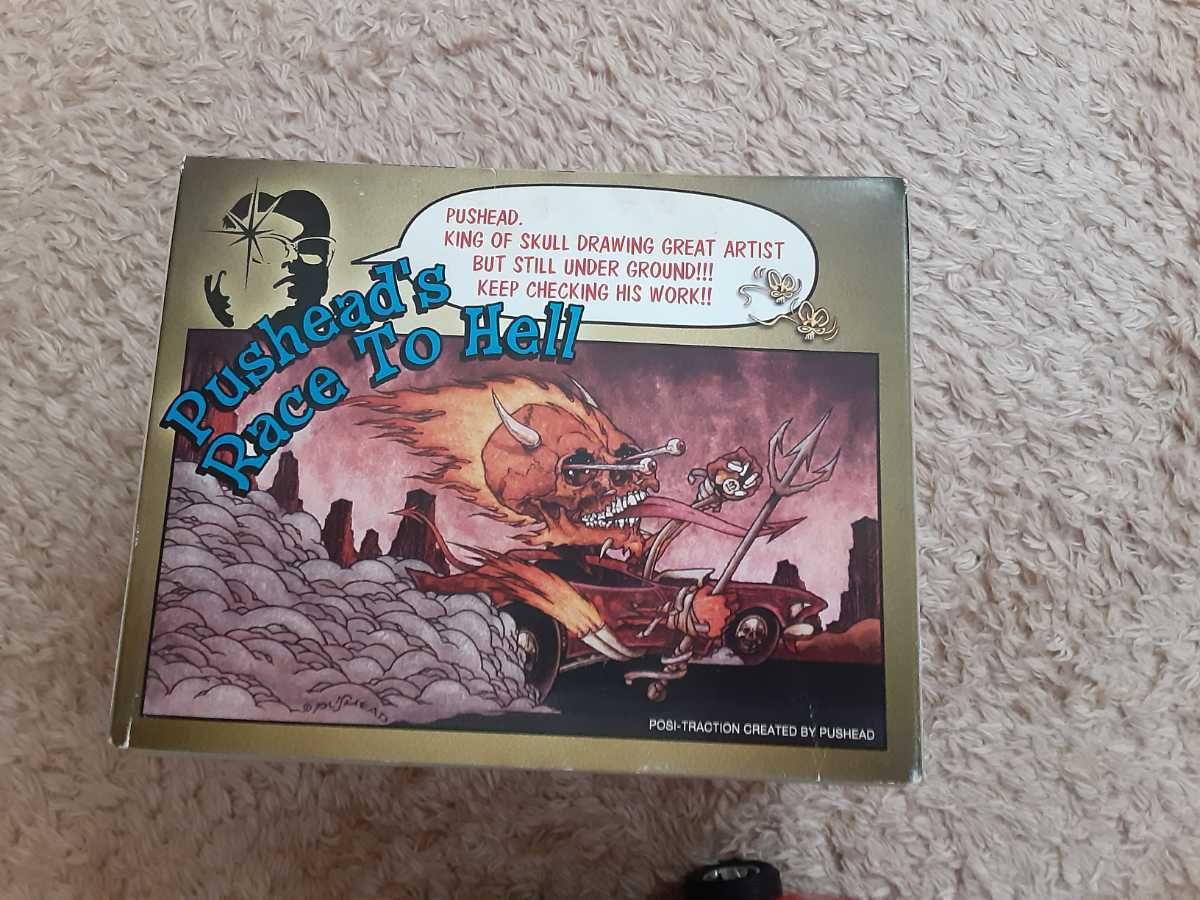 PUSHEAD.
KING OF SKULL DRAWING GREAT ARTIST
BUT STILL UNDER GROUND!!!
KEEP CHECKING HIS WORK!!
Pushead's
Race To Hell
©PUSHEAD
POSI-TRACTION CREATED BY PUSHEAD